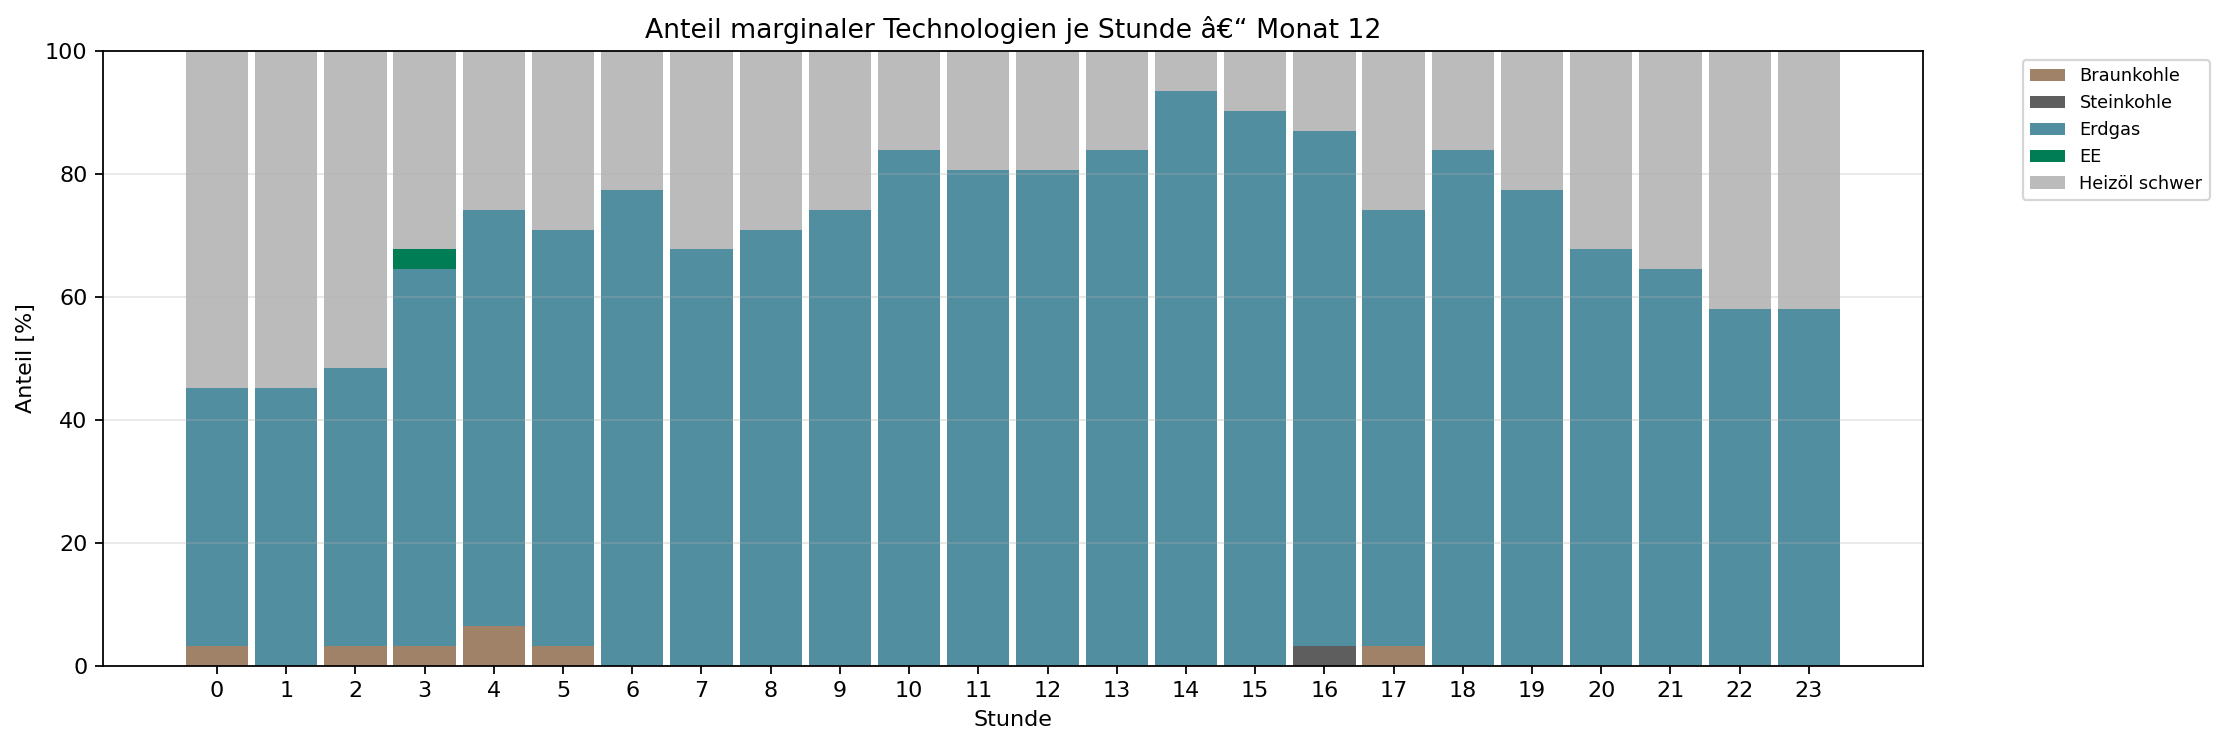 Anteil marginaler Technologien je Stunde â€“ Monat 12
Anteil [%]
100
80
60
40
20
0
0 1 2 3 4 5 6 7 8 9 10 11 12 13 14 15 16 17 18 19 20 21 22 23
Stunde
Braunkohle
Steinkohle
Erdgas
EE
Heizöl schwer